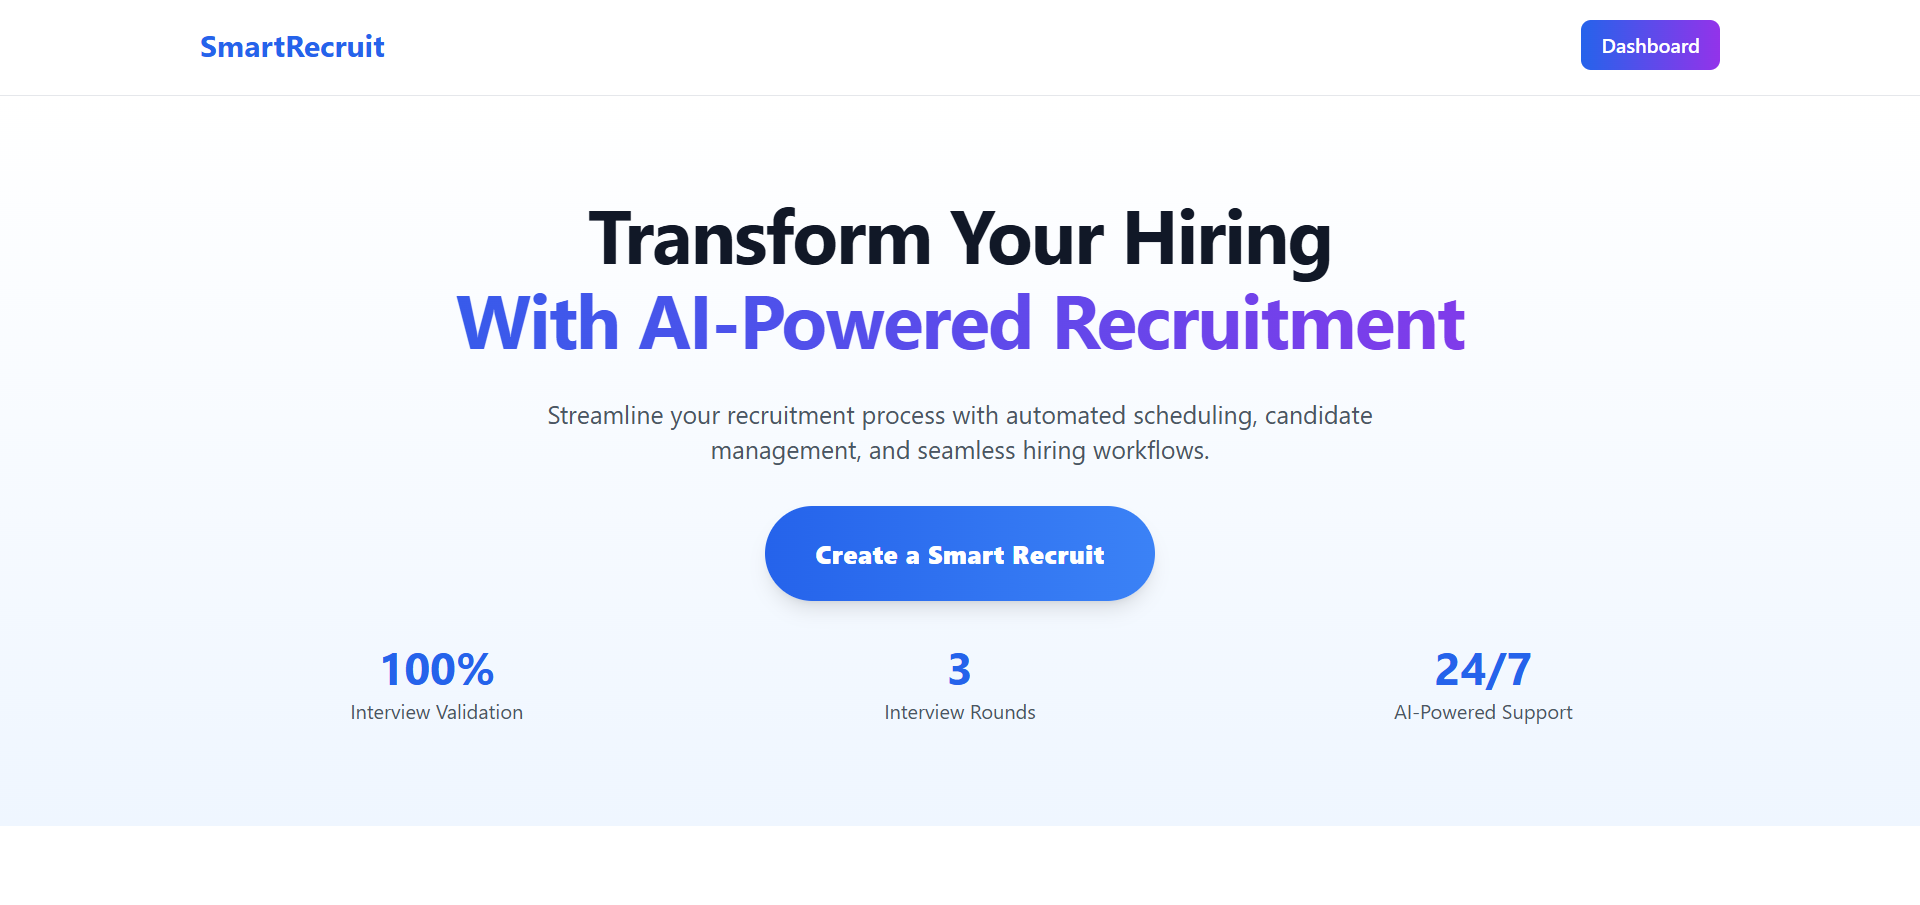 SmartRecruit
Dashboard
Transform Your Hiring
With AI-Powered Recruitment
Streamline your recruitment process with automated scheduling, candidate
management, and seamless hiring workflows.
Create a Smart Recruit
100%
Interview Validation
3
Interview Rounds
24/7
AI-Powered Support